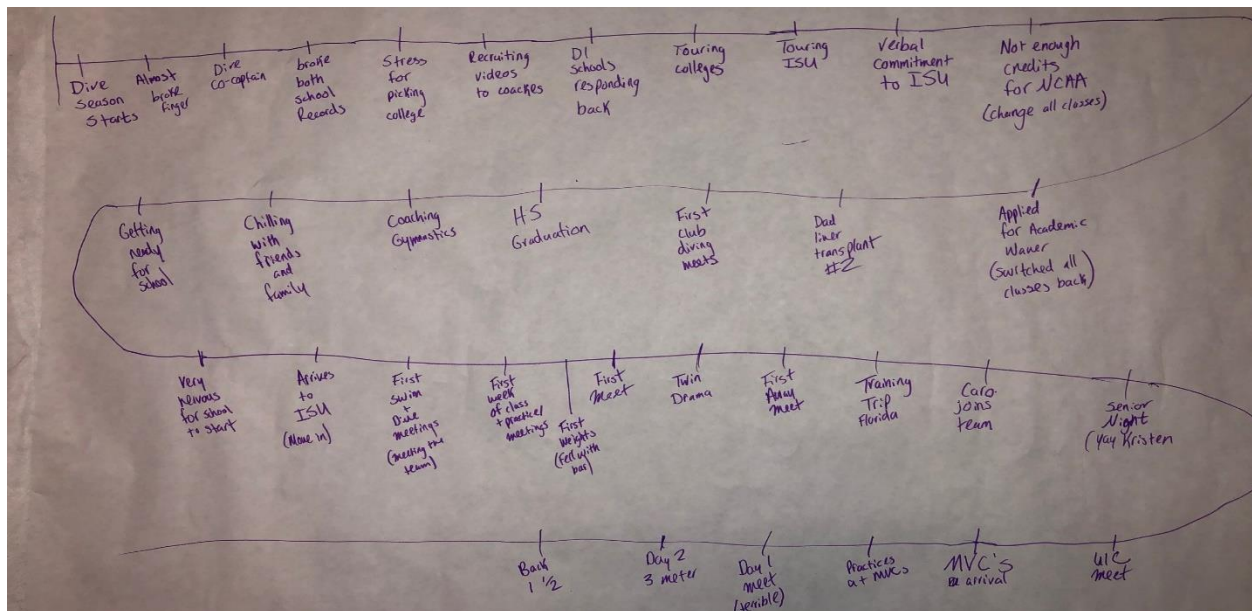 Dive
Season
Starts
Almost
broke
finger
Dive
co-captain
broke
both
school
Records
Stress
for
picking
college
Recruiting
videos
to coaches
D1
schools
responding
back
Touring
colleges
Touring
ISU
Verbal
Commitment
to ISU
Not enough
credits
for NCAA
(change all classes)
Applied
for Academic
Waiver
(switched all
classes back)
Dad
liver
transplant
#2
First
club
diving
meets
HS
Graduation
Coaching
Gymnastics
Chilling
with
friends
and
family
Getting
ready
for
school
Very
nervous
for school
to start
Arrives
to
ISU
(Move in)
First
swim
+
Dive
meetings
(meeting the
team)
First
week
of class
+ practice/
meetings
First
Weights
(fell with
bar)
First
Meet
Twin
Drama
First
Away
meet
Training
Trip
Florida
Caro
joins
team
Senior
Night
(Yay Kristen
UIC
meet
MVC's
arrival
Practices
at MVCs
Day 1
meet
(terrible)
Day 2
3 meter
Back
1 1/2